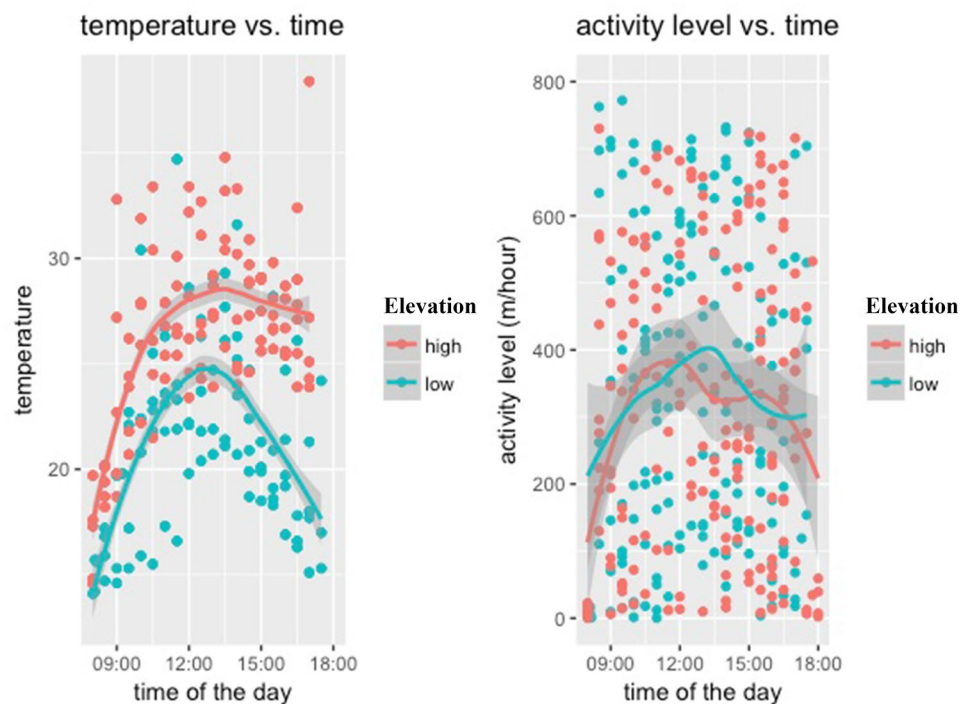 temperature vs. time
30
20
temperature
09:00 12:00 15:00 18:00
time of the day
Elevation
high
low
activity level vs. time
800
600
400
200
0
activity level (m/hour)
09:00 12:00 15:00 18:00
time of the day
Elevation
high
low